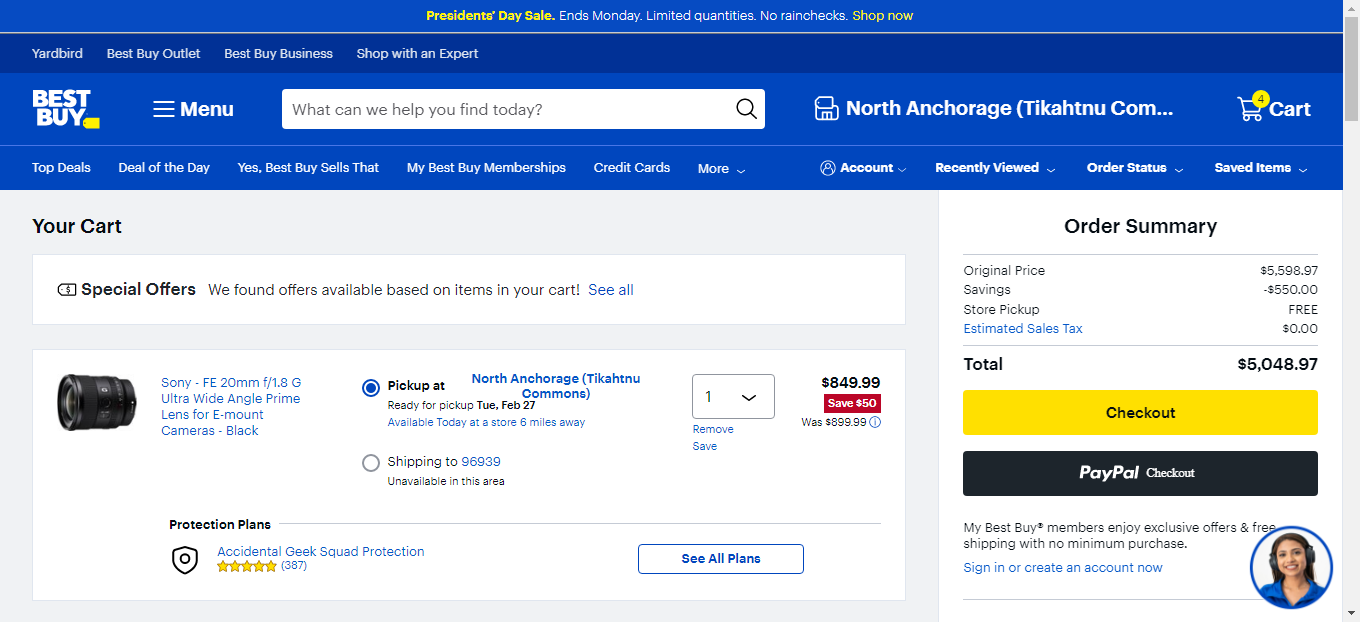 Presidents' Day Sale. Ends Monday. Limited quantities. No rainchecks. Shop now
Yardbird Best Buy Outlet Best Buy Business Shop with an Expert
BEST BUY
Menu
What can we help you find today?
North Anchorage (Tikahtnu Com...
4
Cart
Top Deals Deal of the Day Yes, Best Buy Sells That My Best Buy Memberships Credit Cards More
Account Recently Viewed Order Status Saved Items
Your Cart
Special Offers We found offers available based on items in your cart! See all
Sony - FE 20mm f/1.8 G
Ultra Wide Angle Prime
Lens for E-mount
Cameras - Black
Pickup at North Anchorage (Tikahtnu
Commons)
Ready for pickup Tue, Feb 27
Available Today at a store 6 miles away
Shipping to 96939
Unavailable in this area
1
Remove
Save
$849.99
Save $50
Was $899.99
Protection Plans
Accidental Geek Squad Protection
(387)
See All Plans
Order Summary
Original Price $5,598.97
Savings -$550.00
Store Pickup FREE
Estimated Sales Tax $0.00
Total $5,048.97
Checkout
PayPal Checkout
My Best Buy® members enjoy exclusive offers & free
shipping with no minimum purchase.
Sign in or create an account now